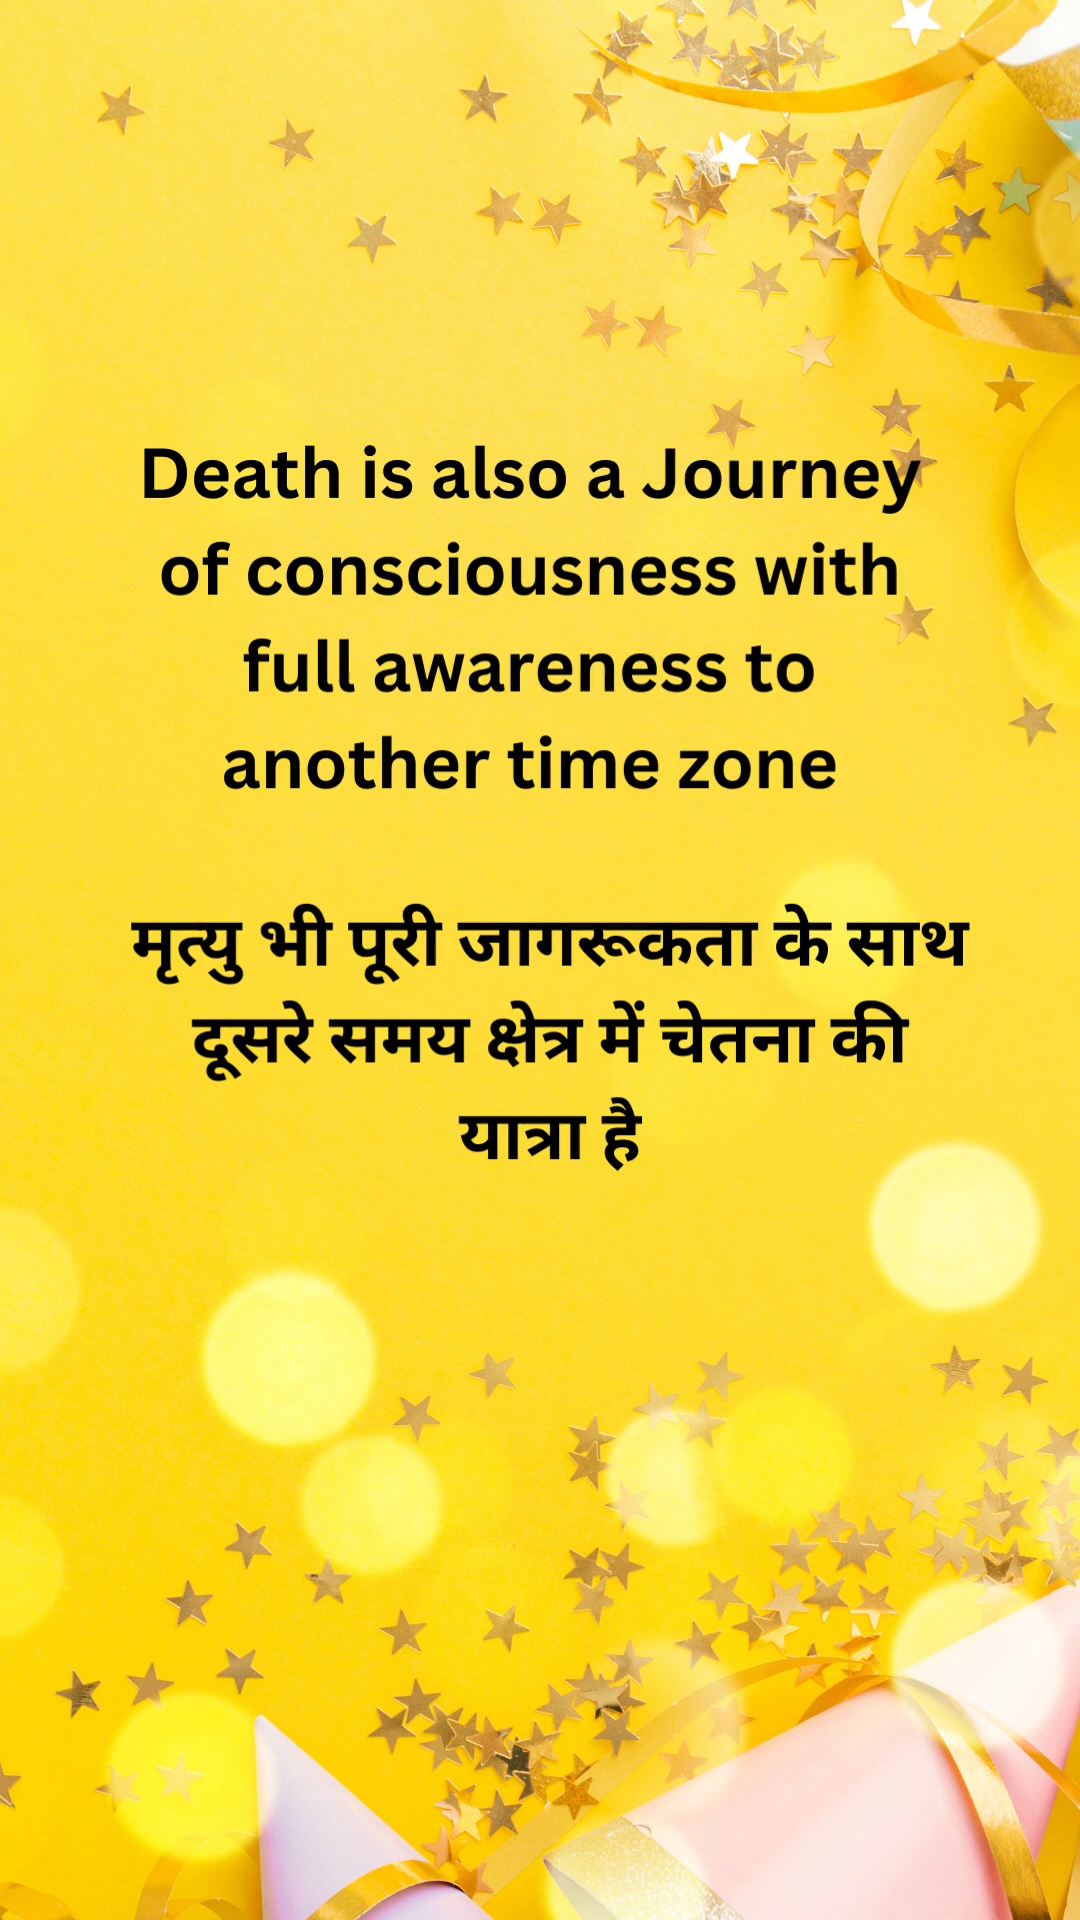 Death is also a Journey
of consciousness with
full awareness to
another time zone
मृत्यु भी पूरी जागरूकता के साथ
दूसरे समय क्षेत्र में चेतना की
यात्रा है